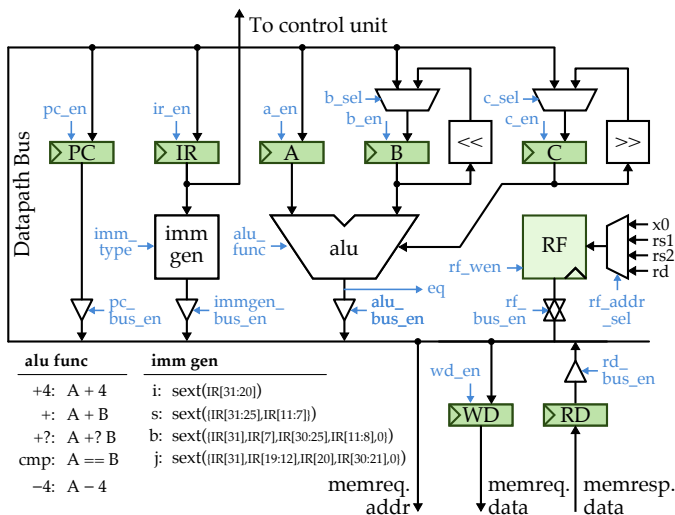 To control unit
pc_en
ir_en
a_en
b_sel
b_en
c_sel
c_en
PC
IR
A
B
<<
C
>>
Datapath Bus
imm_
type
imm
gen
alu_
func
alu
RF
x0
rs1
rs2
rd
rf_wen
rf_addr
_sel
eq
pc_
bus_en
immgen_
bus_en
alu_
bus_en
rf_
bus_en
alu func
+4: A + 4
+: A + B
+?: A +? B
cmp: A == B
−4: A − 4
imm gen
i: sext(IR[31:20])
s: sext({IR[31:25],IR[11:7]})
b: sext({IR[31],IR[7],IR[30:25],IR[11:8],0})
j: sext({IR[31],IR[19:12],IR[20],IR[30:21],0})
wd_en
rd_
bus_en
WD
RD
memreq.
addr
memreq.
data
memresp.
data